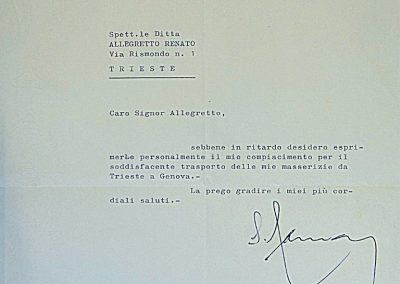 Spett.le Ditta
ALLEGRETTO RENATO
Via Rismondo n. 1
T R I E S T E
Caro Signor Allegretto,
sebbene in ritardo desidero espri-
merLe personalmente il mio compiacimento per il
soddisfacente trasporto delle mie masserizie da
Trieste a Genova.-
La prego gradire i miei più cor-
diali saluti.-